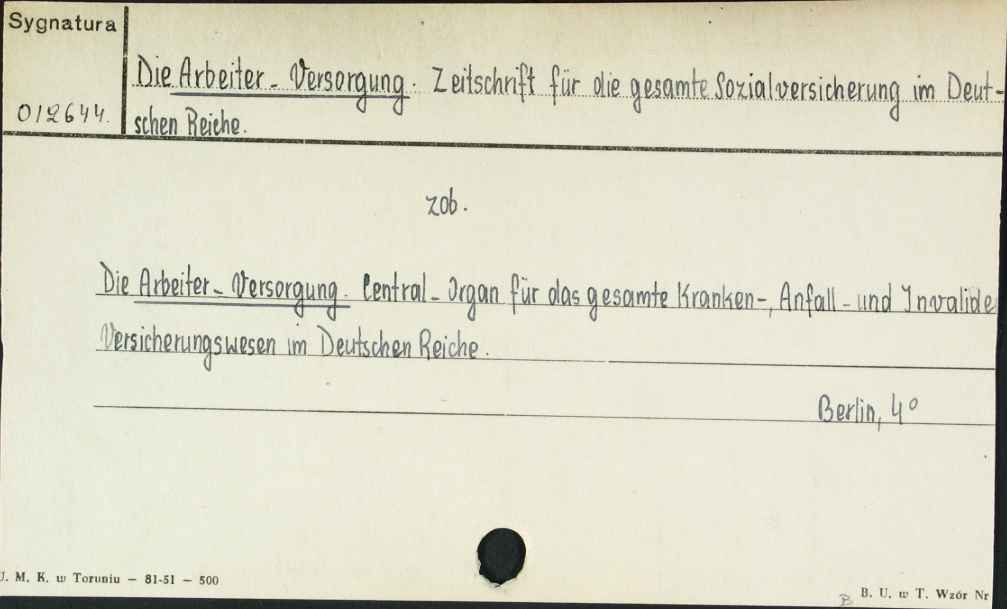 Sygnatura
Die Arbeiter-Versorgung. Zeitschrift für die gesamte Sozialversicherung im Deut-
012644.
schen Reiche.
zob.
Die Arbeiter-Versorgung. Central-Organ für das gesamte Kranken-, Anfall- und Invalide
Versicherungswesen im Deutschen Reiche.
Berlin, 4°
U. M. K. w Toruniu — 81-51 — 500
B B. U. w T. Wzór Nr